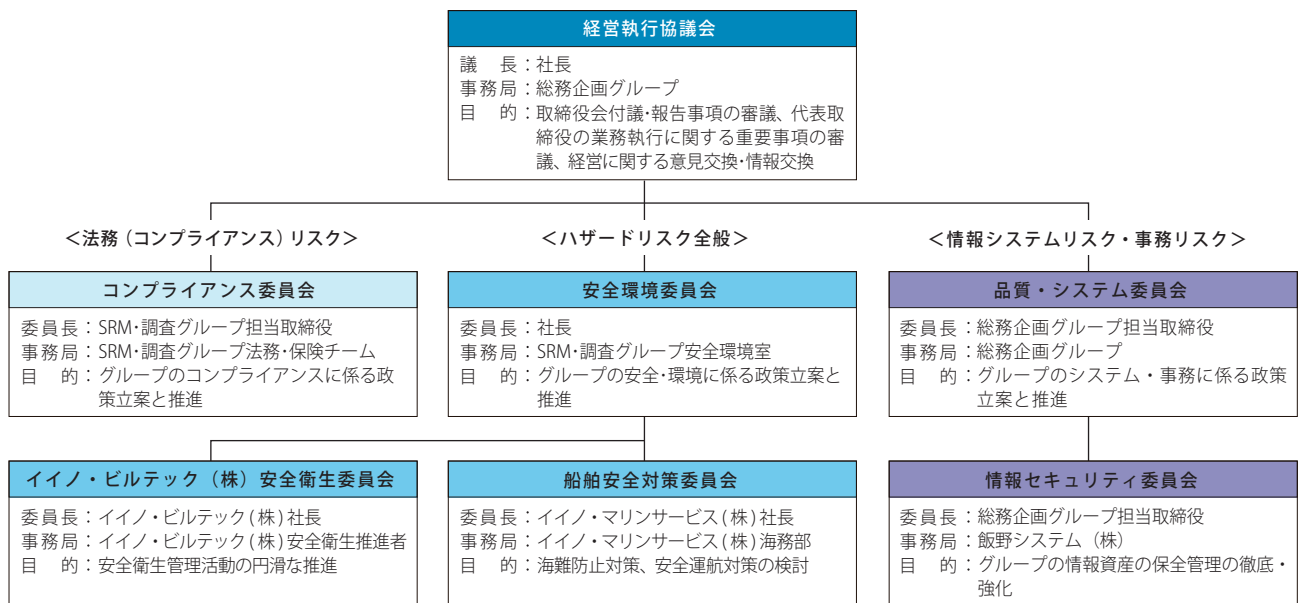 経営執行協議会
議　長：社長
事務局：総務企画グループ
目　的：取締役会付議・報告事項の審議、代表取
締役の業務執行に関する重要事項の審
議、経営に関する意見交換・情報交換
＜法務（コンプライアンス）リスク＞
コンプライアンス委員会
委員長：SRM・調査グループ担当取締役
事務局：SRM・調査グループ法務・保険チーム
目　的：グループのコンプライアンスに係る政
策立案と推進
＜ハザードリスク全般＞
安全環境委員会
委員長：社長
事務局：SRM・調査グループ安全環境室
目　的：グループの安全・環境に係る政策立案と
推進
＜情報システムリスク・事務リスク＞
品質・システム委員会
委員長：総務企画グループ担当取締役
事務局：総務企画グループ
目　的：グループのシステム・事務に係る政策
立案と推進
イイノ・ビルテック（株）安全衛生委員会
委員長：イイノ・ビルテック(株)社長
事務局：イイノ・ビルテック(株)安全衛生推進者
目　的：安全衛生管理活動の円滑な推進
船舶安全対策委員会
委員長：イイノ・マリンサービス(株)社長
事務局：イイノ・マリンサービス(株)海務部
目　的：海難防止対策、安全運航対策の検討
情報セキュリティ委員会
委員長：総務企画グループ担当取締役
事務局：飯野システム（株）
目　的：グループの情報資産の保全管理の徹底・
強化